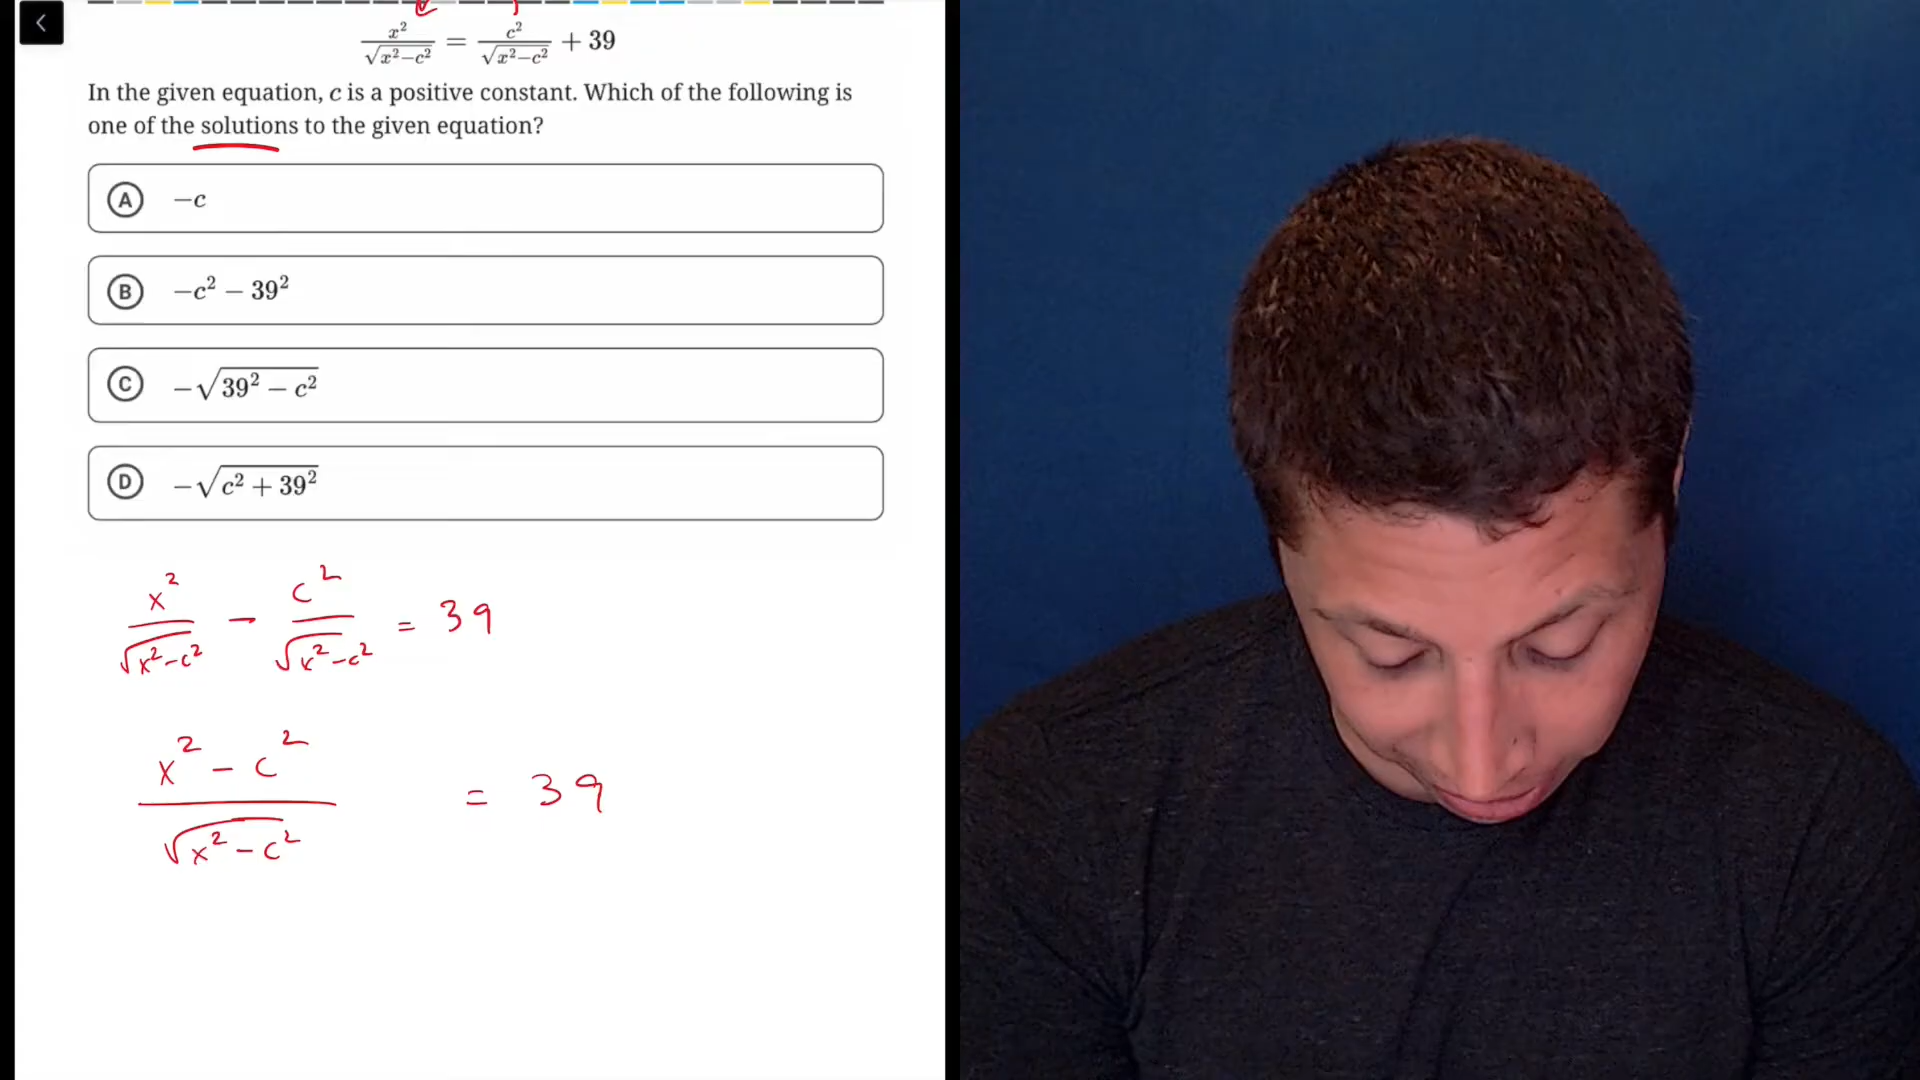 x²/√(x²−c²) = c²/√(x²−c²) + 39
In the given equation, c is a positive constant. Which of the following is
one of the solutions to the given equation?
A −c
B −c² − 39²
C −√(39² − c²)
D −√(c² + 39²)
x²/√(x²−c²) − c²/√(x²−c²) = 39
(x² − c²)/√(x²−c²) = 39